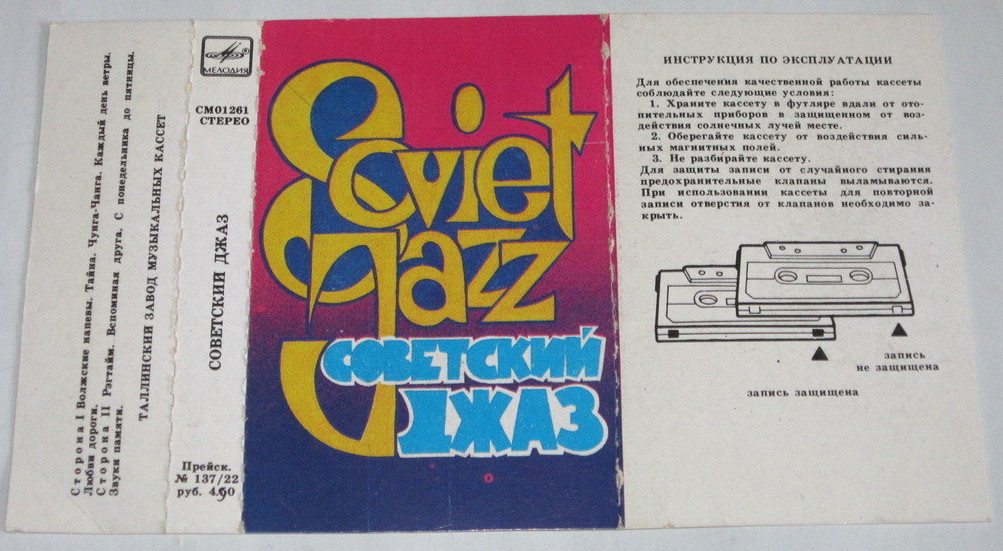 Сторона I Волжские напевы. Тайна. Чунга-Чанга. Каждый день ветры.
Любви дороги.
Сторона II Рэгтайм. Вспоминая друга. С понедельника до пятницы.
Звуки памяти.
ТАЛЛИНСКИЙ ЗАВОД МУЗЫКАЛЬНЫХ КАССЕТ
МЕЛОДИЯ
СМ01261
СТЕРЕО
СОВЕТСКИЙ ДЖАЗ
Прейск.
№ 137/22
руб. 4.50
Soviet
Jazz
СОВЕТСКИЙ
ДЖАЗ
ИНСТРУКЦИЯ ПО ЭКСПЛУАТАЦИИ
Для обеспечения качественной работы кассеты
соблюдайте следующие условия:
1. Храните кассету в футляре вдали от ото-
пительных приборов в защищенном от воз-
действия солнечных лучей месте.
2. Оберегайте кассету от воздействия силь-
ных магнитных полей.
3. Не разбирайте кассету.
Для защиты записи от случайного стирания
предохранительные клапаны выламываются.
При использовании кассеты для повторной
записи отверстия от клапанов необходимо за-
крыть.
запись
не защищена
запись защищена